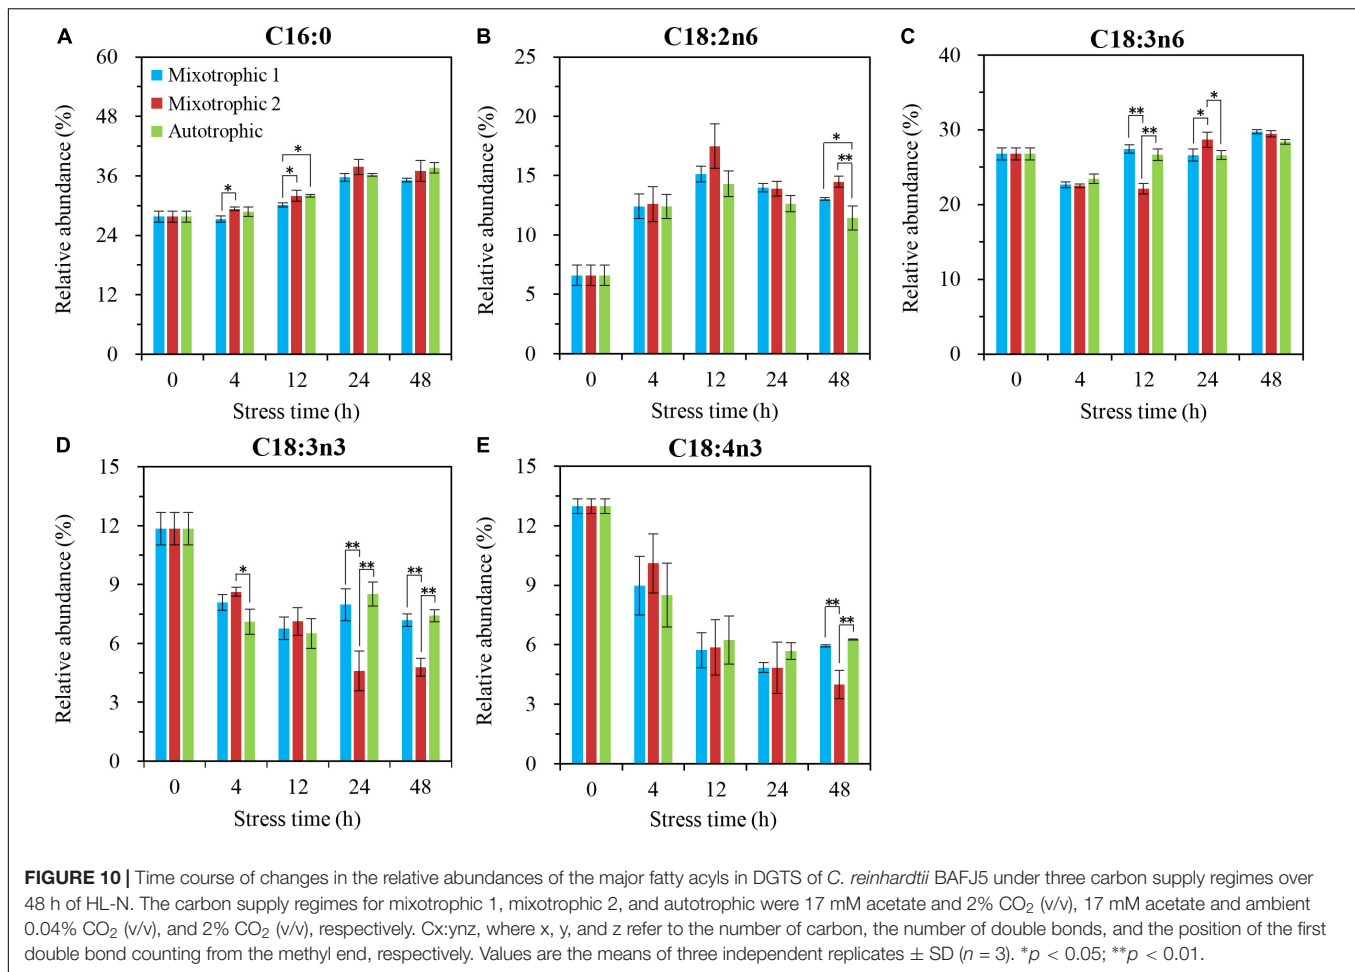 A C16:0
60
48
36
24
12
0
Relative abundance (%)
Mixotrophic 1
Mixotrophic 2
Autotrophic
*
*
*
0 4 12 24 48
Stress time (h)
B C18:2n6
25
20
15
10
5
0
Relative abundance (%)
*
**
0 4 12 24 48
Stress time (h)
C C18:3n6
40
30
20
10
0
Relative abundance (%)
**
**
*
*
0 4 12 24 48
Stress time (h)
D C18:3n3
15
12
9
6
3
0
Relative abundance (%)
*
**
**
**
**
0 4 12 24 48
Stress time (h)
E C18:4n3
15
12
9
6
3
0
Relative abundance (%)
**
**
0 4 12 24 48
Stress time (h)
FIGURE 10 | Time course of changes in the relative abundances of the major fatty acyls in DGTS of C. reinhardtii BAFJ5 under three carbon supply regimes over
48 h of HL-N. The carbon supply regimes for mixotrophic 1, mixotrophic 2, and autotrophic were 17 mM acetate and 2% CO₂ (v/v), 17 mM acetate and ambient
0.04% CO₂ (v/v), and 2% CO₂ (v/v), respectively. Cx:ynz, where x, y, and z refer to the number of carbon, the number of double bonds, and the position of the first
double bond counting from the methyl end, respectively. Values are the means of three independent replicates ± SD (n = 3). *p < 0.05; **p < 0.01.